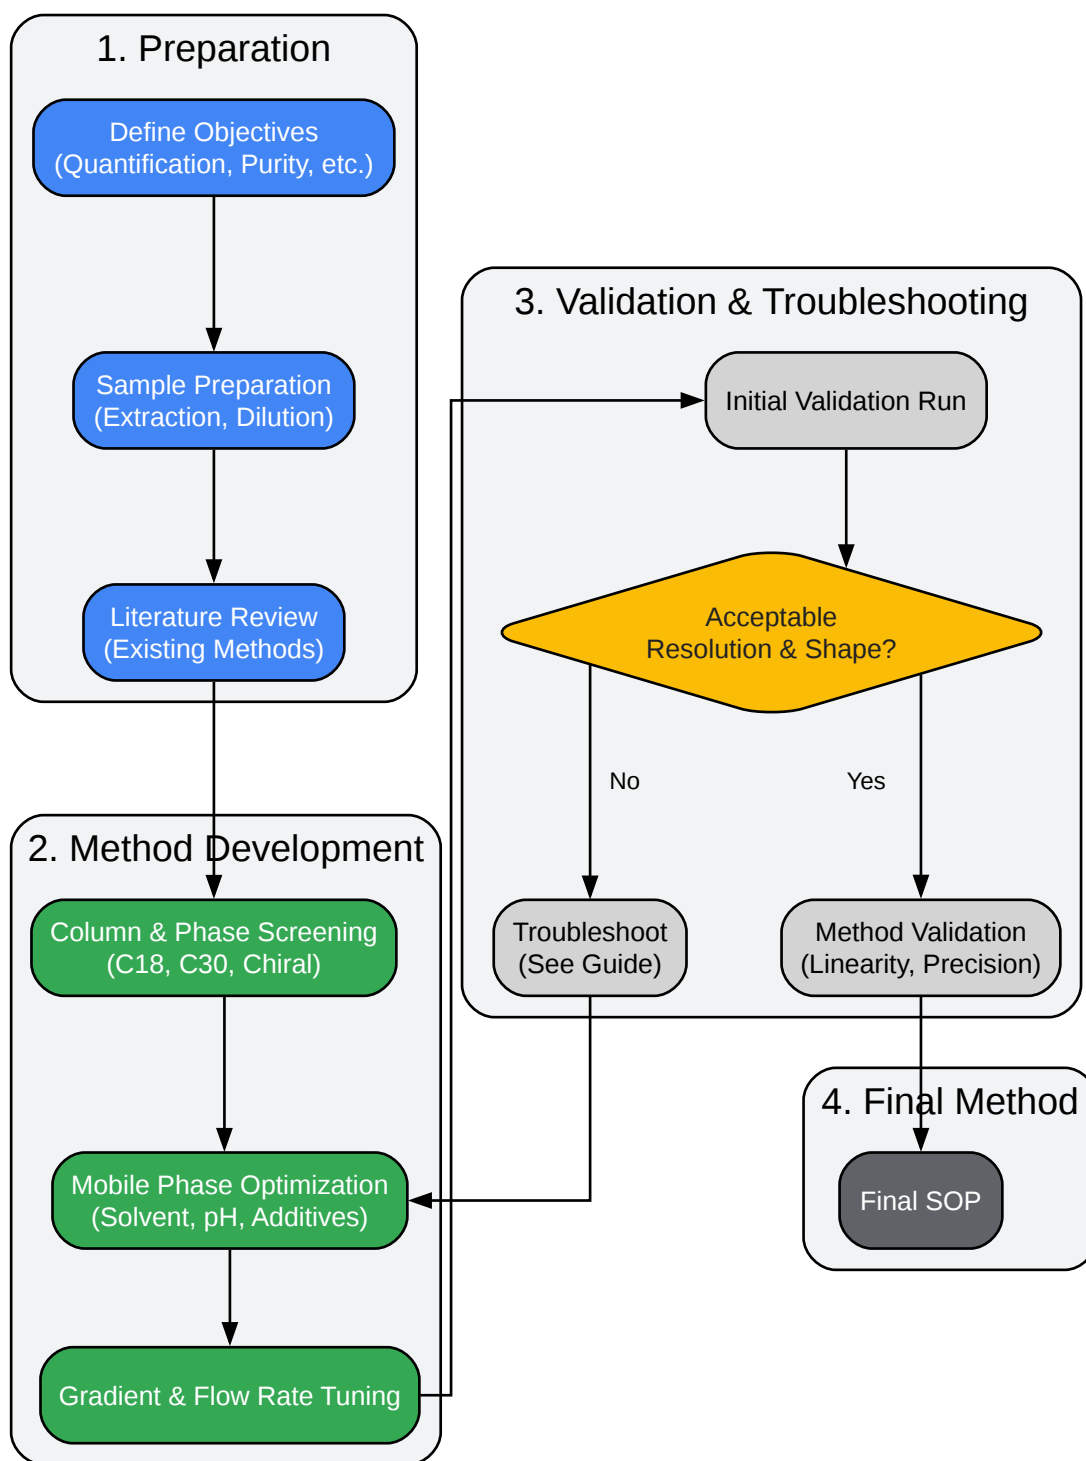 1. Preparation
Define Objectives
(Quantification, Purity, etc.)
Sample Preparation
(Extraction, Dilution)
Literature Review
(Existing Methods)
2. Method Development
Column & Phase Screening
(C18, C30, Chiral)
Mobile Phase Optimization
(Solvent, pH, Additives)
Gradient & Flow Rate Tuning
3. Validation & Troubleshooting
Initial Validation Run
Acceptable
Resolution & Shape?
No
Yes
Troubleshoot
(See Guide)
Method Validation
(Linearity, Precision)
4. Final Method
Final SOP